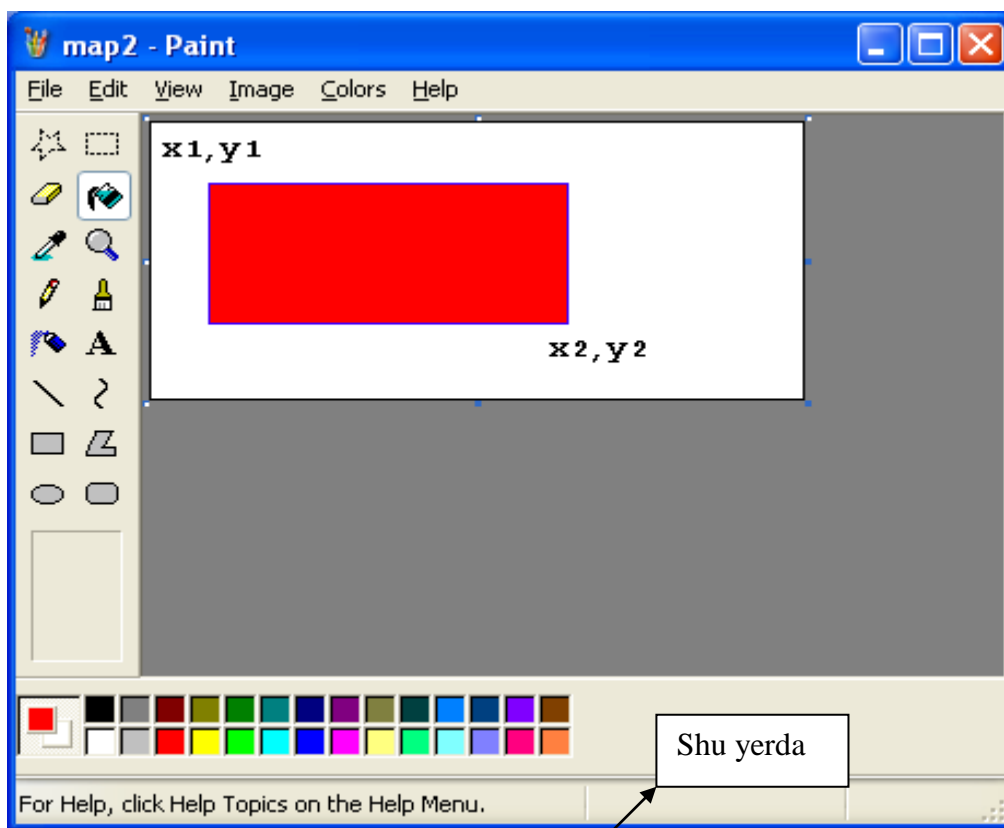 map2 - Paint
File Edit View Image Colors Help
x1,y1
x2,y2
A
Shu yerda
For Help, click Help Topics on the Help Menu.